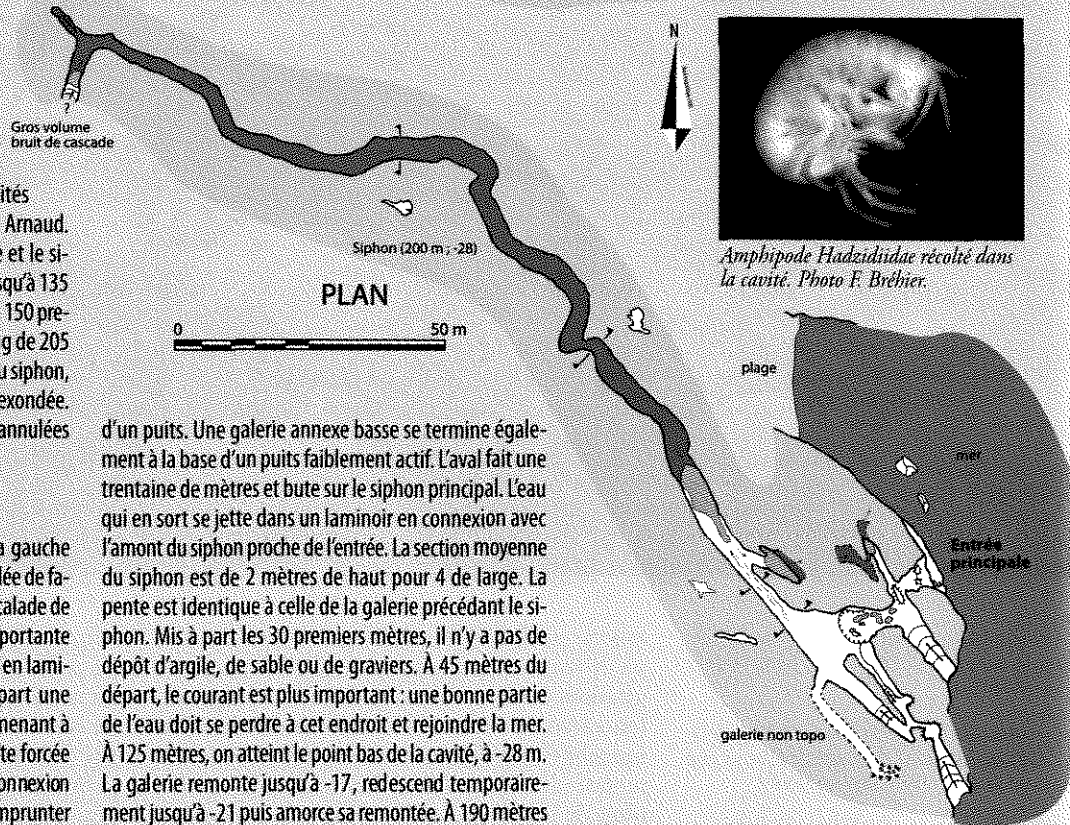 N
Gros volume
bruit de cascade
Siphon (200 m , -28)
PLAN
0 50 m
?
Amphipode Hadzidiidae récolté dans
la cavité. Photo F. Bréhier.
plage
mer
Entrée
principale
galerie non topo
ités
Arnaud.
e et le si-
squ'à 135
150 pre-
g de 205
u siphon,
exondée.
annulées
a gauche
lée de fa-
calade de
portante
en lami-
part une
menant à
te forcée
onnexion
mprunter
d'un puits. Une galerie annexe basse se termine égale-
ment à la base d'un puits faiblement actif. L'aval fait une
trentaine de mètres et bute sur le siphon principal. L'eau
qui en sort se jette dans un laminoir en connexion avec
l'amont du siphon proche de l'entrée. La section moyenne
du siphon est de 2 mètres de haut pour 4 de large. La
pente est identique à celle de la galerie précédant le si-
phon. Mis à part les 30 premiers mètres, il n'y a pas de
dépôt d'argile, de sable ou de graviers. À 45 mètres du
départ, le courant est plus important : une bonne partie
de l'eau doit se perdre à cet endroit et rejoindre la mer.
À 125 mètres, on atteint le point bas de la cavité, à -28 m.
La galerie remonte jusqu'à -17, redescend temporaire-
ment jusqu'à -21 puis amorce sa remontée. À 190 mètres